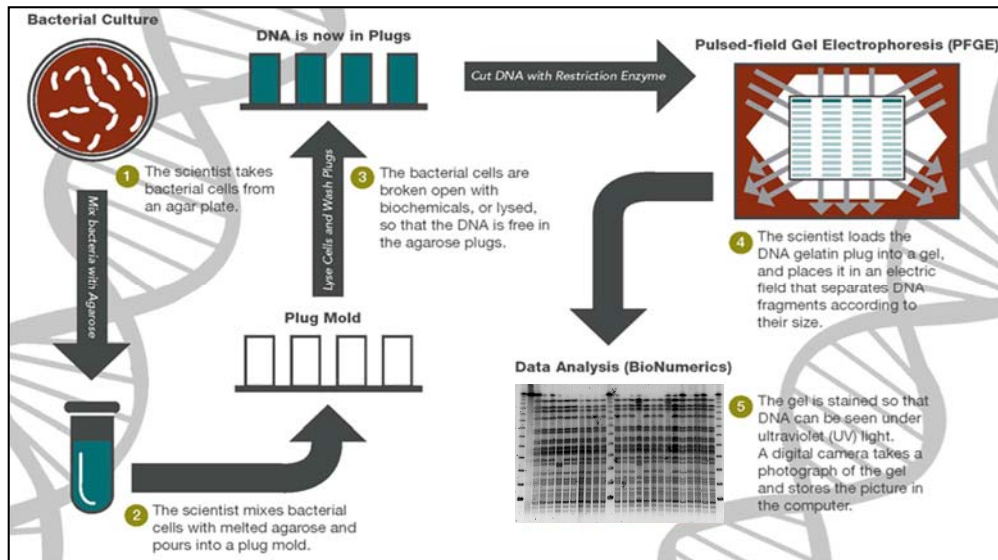 Bacterial Culture
1
The scientist takes
bacterial cells from
an agar plate.
Mix bacteria with Agarose
2
The scientist mixes bacterial
cells with melted agarose and
pours into a plug mold.
Plug Mold
Lyse Cells and Wash Plugs
3
The bacterial cells are
broken open with
biochemicals, or lysed,
so that the DNA is free in
the agarose plugs.
DNA is now in Plugs
Cut DNA with Restriction Enzyme
Pulsed-field Gel Electrophoresis (PFGE)
4
The scientist loads the
DNA gelatin plug into a gel,
and places it in an electric
field that separates DNA
fragments according to
their size.
Data Analysis (BioNumerics)
5
The gel is stained so that
DNA can be seen under
ultraviolet (UV) light.
A digital camera takes a
photograph of the gel
and stores the picture in
the computer.